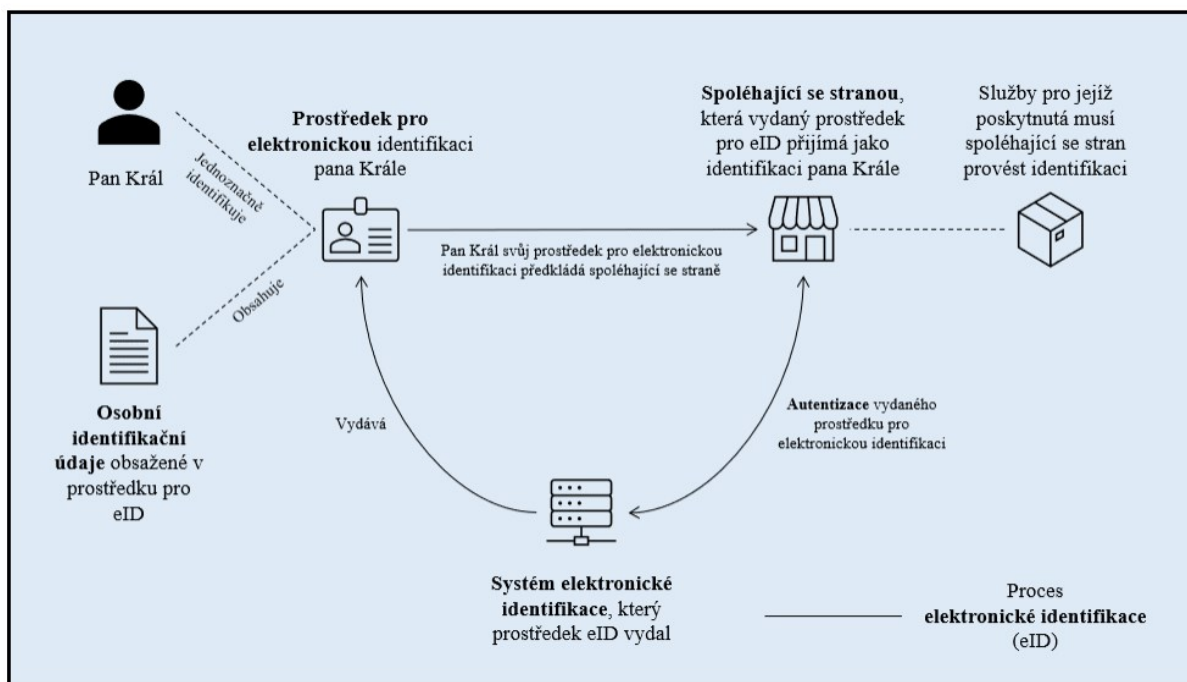 Pan Král
Jednoznačně
identifikuje
Obsahuje
Osobní
identifikační
údaje obsažené v
prostředku pro
eID
Prostředek pro
elektronickou identifikaci
pana Krále
Pan Král svůj prostředek pro elektronickou
identifikaci předkládá spoléhající se straně
Spoléhající se stranou,
která vydaný prostředek
pro eID přijímá jako
identifikaci pana Krále
Služby pro jejíž
poskytnutá musí
spoléhající se stran
provést identifikaci
Vydává
Autentizace vydaného
prostředku pro
elektronickou identifikaci
Systém elektronické
identifikace, který
prostředek eID vydal
Proces
elektronické identifikace
(eID)